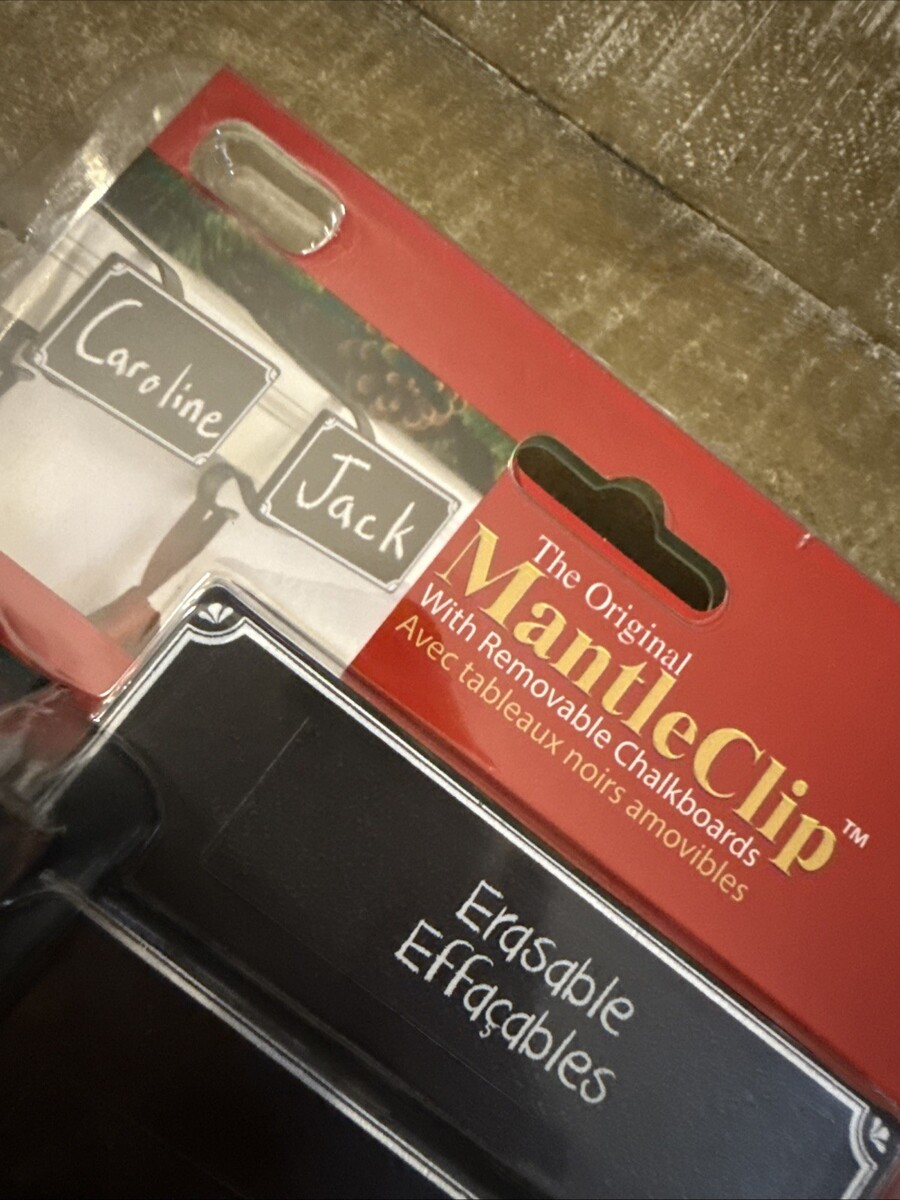 Caroline
Jack
The Original
MantleClip™
With Removable Chalkboards
Avec tableaux noirs amovibles
Erasable
Effaçables